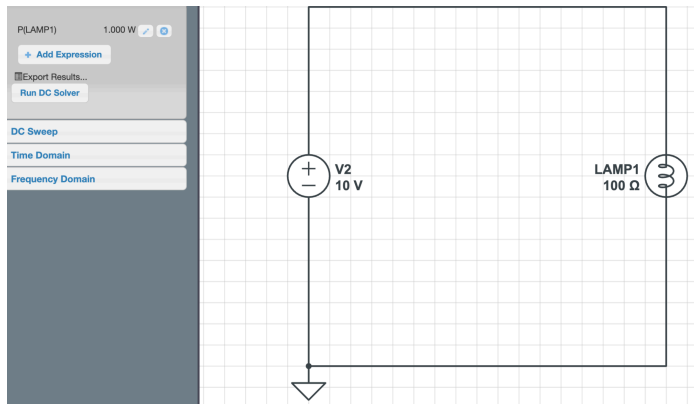 P(LAMP1) 1.000 W
+ Add Expression
Export Results...
Run DC Solver
DC Sweep
Time Domain
Frequency Domain
V2
10 V
LAMP1
100 Ω